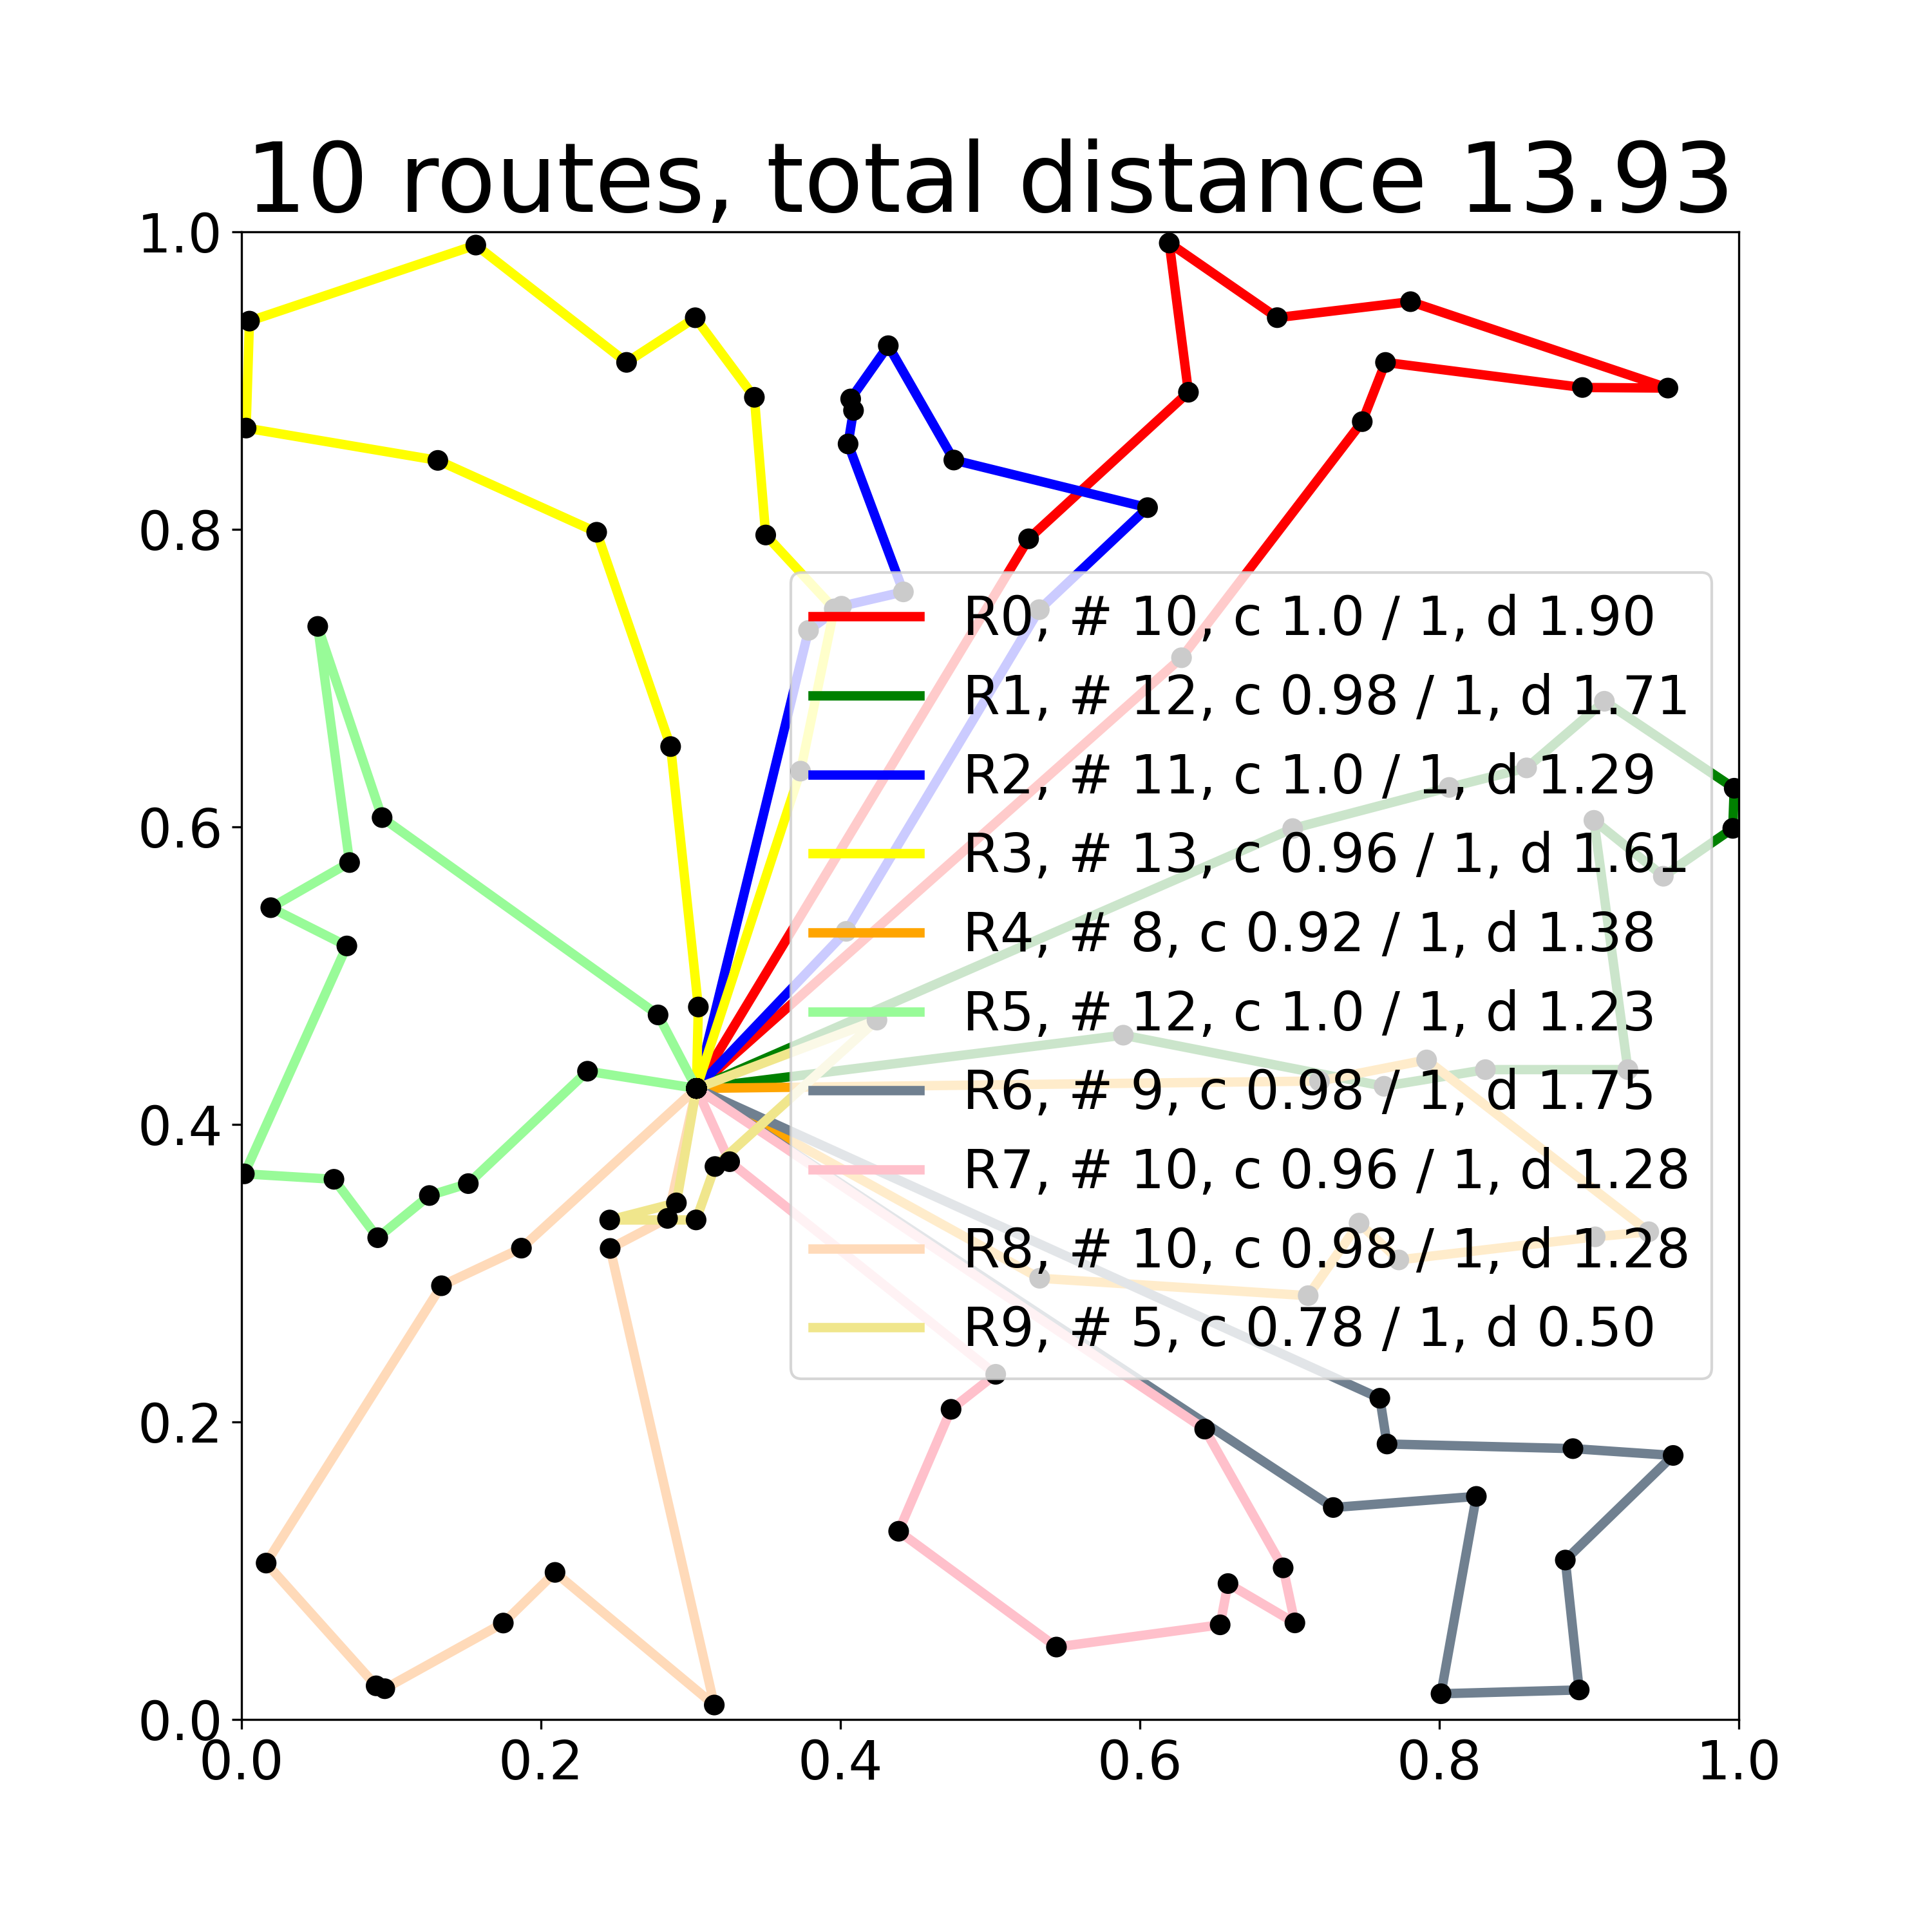 10 routes, total distance 13.93
1.0
0.8
0.6
0.4
0.2
0.0
0.0 0.2 0.4 0.6 0.8 1.0
R0, # 10, c 1.0 / 1, d 1.90
R1, # 12, c 0.98 / 1, d 1.71
R2, # 11, c 1.0 / 1, d 1.29
R3, # 13, c 0.96 / 1, d 1.61
R4, # 8, c 0.92 / 1, d 1.38
R5, # 12, c 1.0 / 1, d 1.23
R6, # 9, c 0.98 / 1, d 1.75
R7, # 10, c 0.96 / 1, d 1.28
R8, # 10, c 0.98 / 1, d 1.28
R9, # 5, c 0.78 / 1, d 0.50